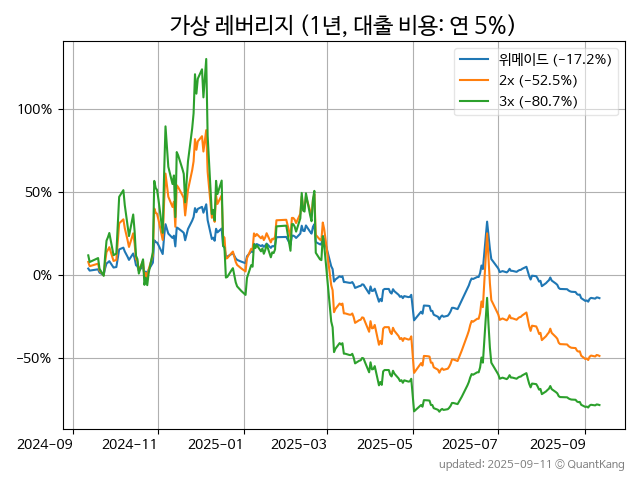 가상 레버리지 (1년, 대출 비용: 연 5%)
위메이드 (-17.2%)
2x (-52.5%)
3x (-80.7%)
100%
50%
0%
-50%
2024-09
2024-11
2025-01
2025-03
2025-05
2025-07
2025-09
updated: 2025-09-11 © QuantKang